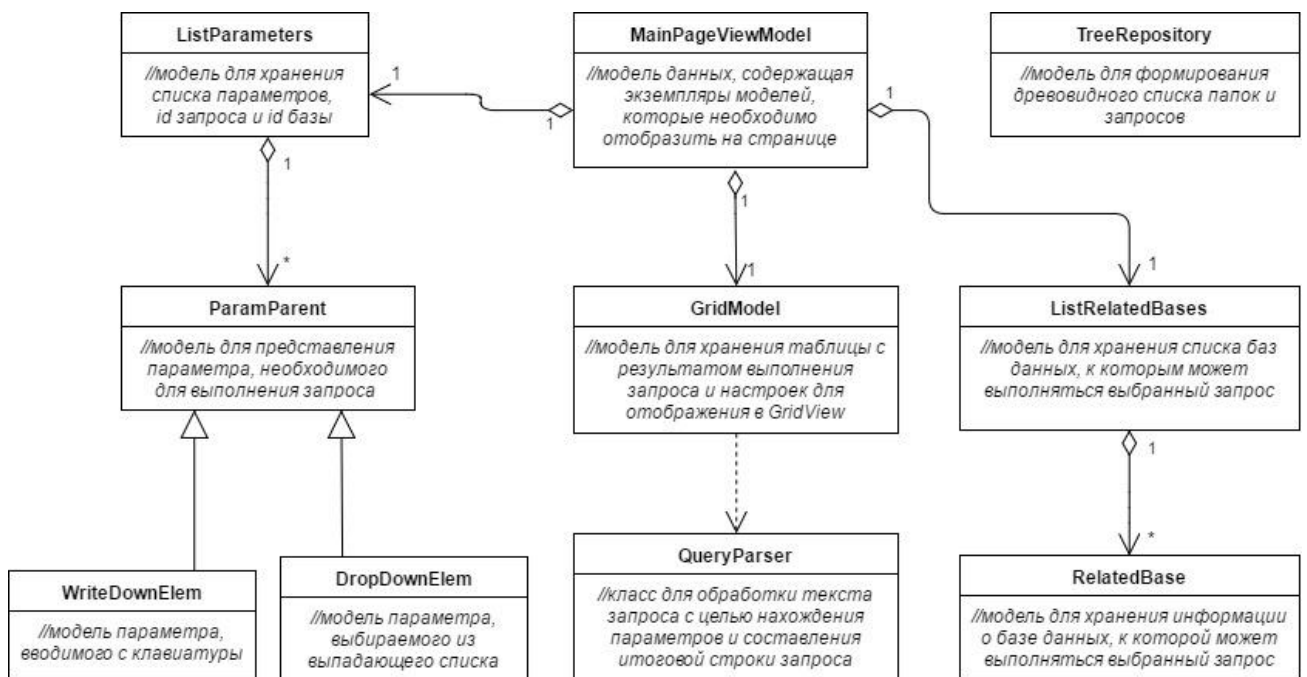 ListParameters
//модель для хранения
списка параметров,
id запроса и id базы
MainPageViewModel
//модель данных, содержащая
экземпляры моделей,
которые необходимо
отобразить на странице
TreeRepository
//модель для формирования
древовидного списка папок и
запросов
1
1
1
1
1
*
1
1
ParamParent
//модель для представления
параметра, необходимого
для выполнения запроса
GridModel
//модель для хранения таблицы с
результатом выполнения
запроса и настроек для
отображения в GridView
ListRelatedBases
//модель для хранения списка баз
данных, к которым может
выполняться выбранный запрос
1
*
WriteDownElem
//модель параметра,
вводимого с клавиатуры
DropDownElem
//модель параметра,
выбираемого из
выпадающего списка
QueryParser
//класс для обработки текста
запроса с целью нахождения
параметров и составления
итоговой строки запроса
RelatedBase
//модель для хранения информации
о базе данных, к которой может
выполняться выбранный запрос